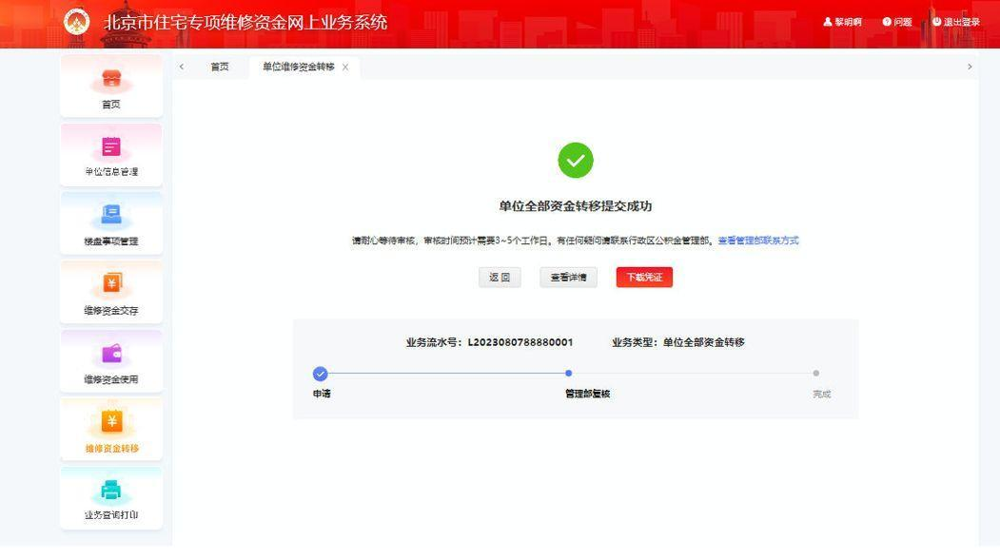 北京市住宅专项维修资金网上业务系统
黎明啊 问题 退出登录
首页 单位维修资金转移
首页
单位信息管理
楼盘事项管理
维修资金交存
维修资金使用
维修资金转移
业务查询打印
单位全部资金转移提交成功
请耐心等待审核，审核时间预计需要3~5个工作日。有任何疑问请联系行政区公积金管理部。查看管理部联系方式
返回 查看详情 下载凭证
业务流水号：L2023080788880001 业务类型：单位全部资金转移
申请 管理部复核 完成